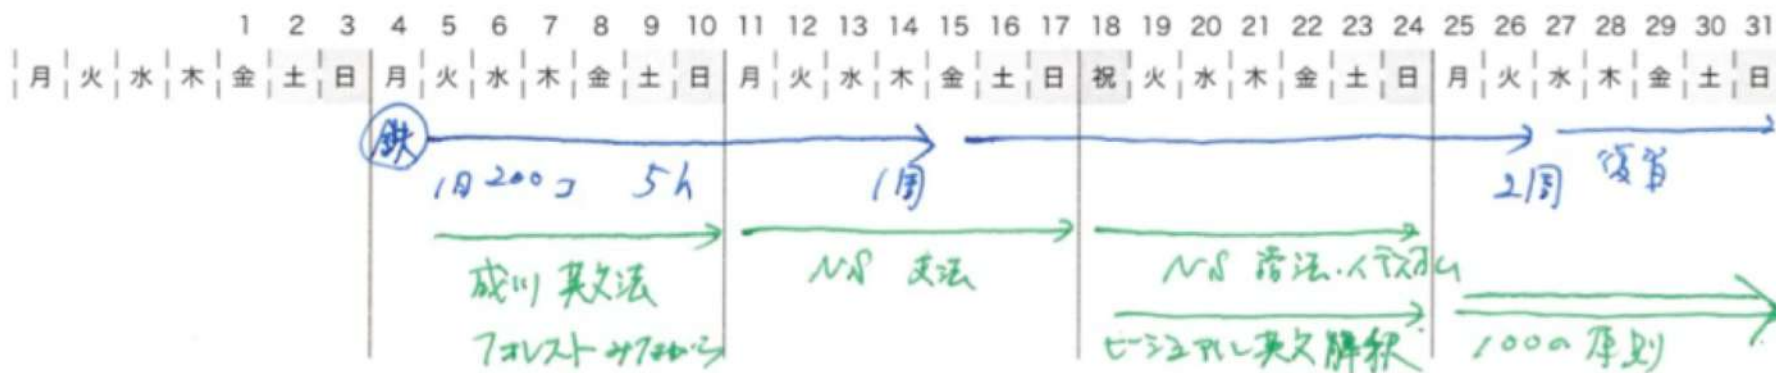 1 2 3 4 5 6 7 8 9 10 11 12 13 14 15 16 17 18 19 20 21 22 23 24 25 26 27 28 29 30 31
月 火 水 木 金 土 日 月 火 水 木 金 土 日 月 火 水 木 金 土 日 祝 火 水 木 金 土 日 月 火 水 木 金 土 日
鉄
1日200コ 5h 1周 2周 復習
成川 英文法 NS 文法 NS 語法・イディオム
フォレストみながら ビジュアル英文解釈 100の原則